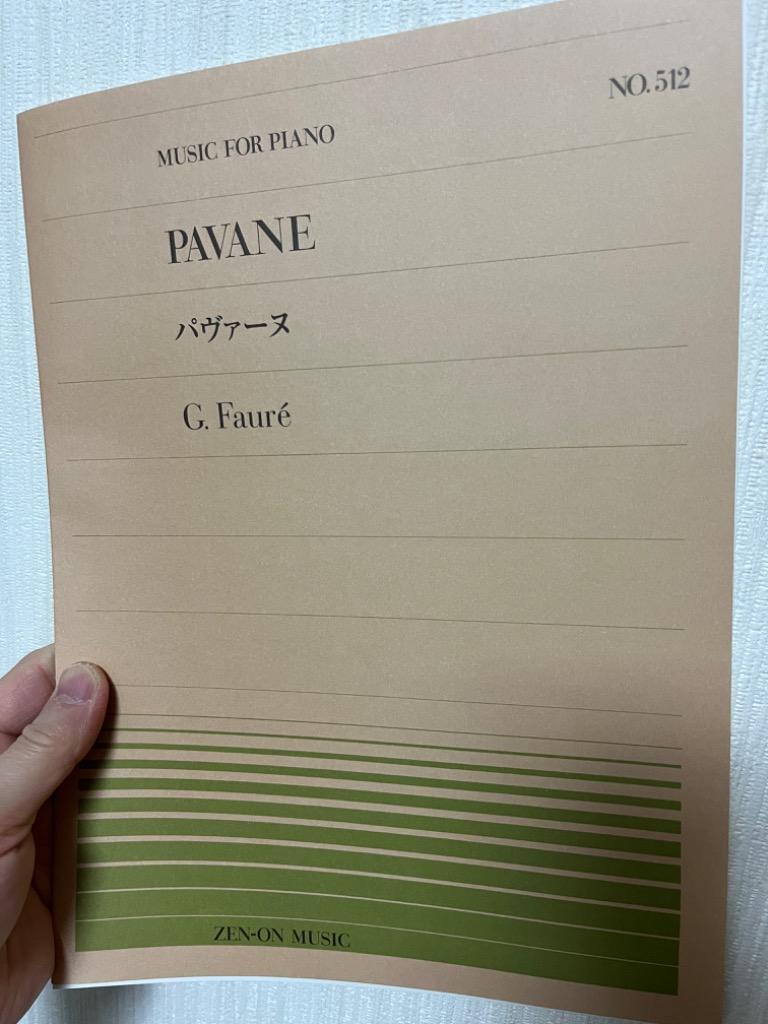 NO. 512
MUSIC FOR PIANO
PAVANE
パヴァーヌ
G. Fauré
ZEN-ON MUSIC